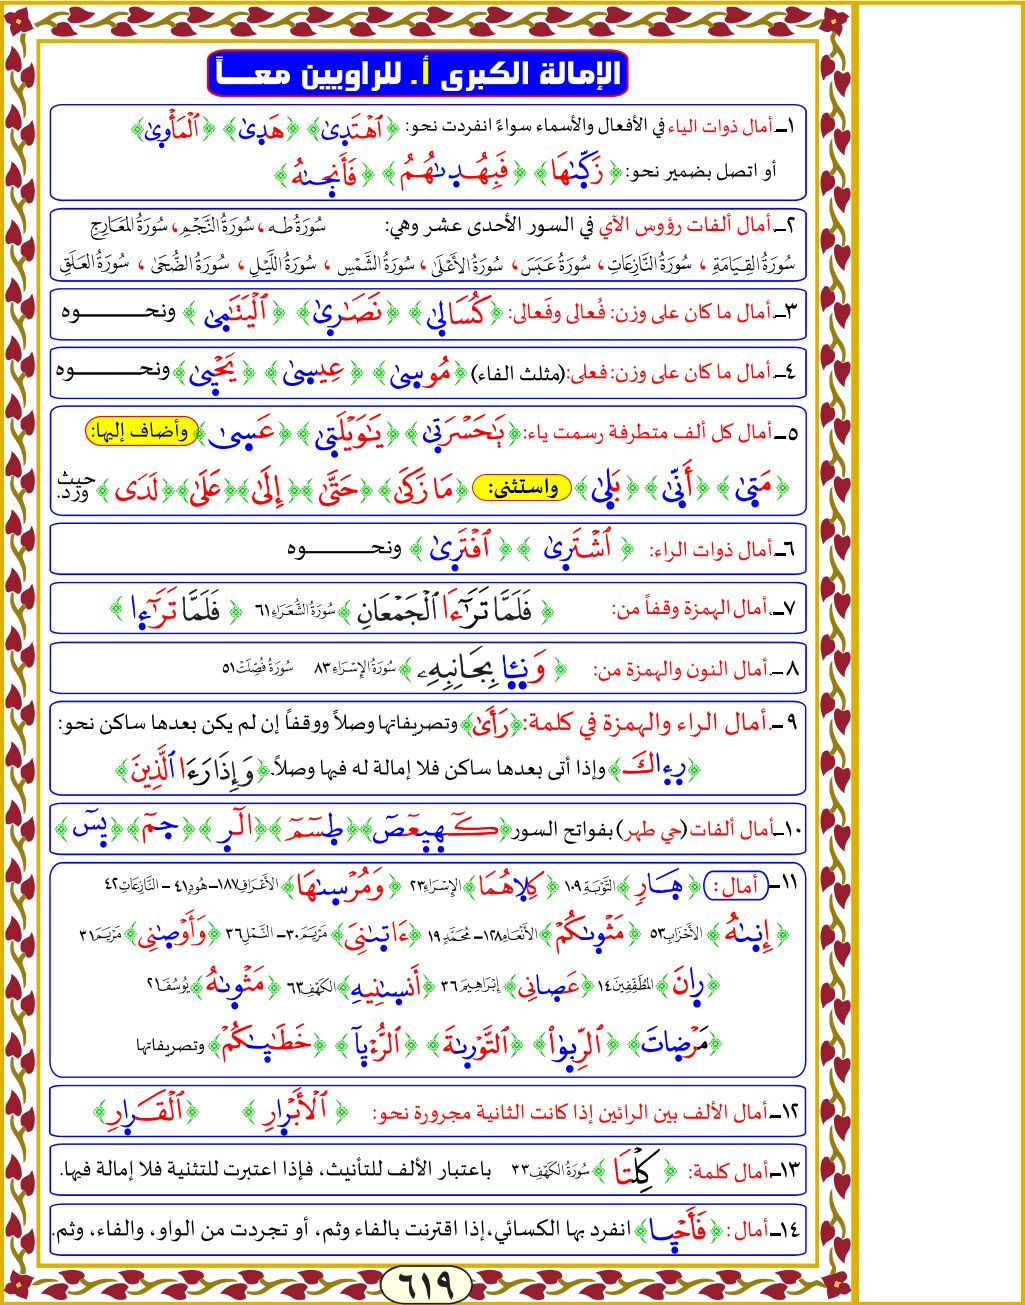 الإمالة الكبرى أ. للراويين معـــاً
١ـ أمال ذوات الياء في الأفعال والأسماء سواءً انفردت نحو: ﴿ٱهْتَدَىٰ﴾ ﴿هَدَىٰ﴾ ﴿ٱلْمَأْوَىٰ﴾
أو اتصل بضمير نحو: ﴿زَكَّىٰهَا﴾ ﴿فَبِهُدَىٰهُمُ﴾ ﴿فَأَنجَىٰهُ﴾
٢ـ أمال ألفات رؤوس الآي في السور الأحدى عشر وهي: سُورَةُ طه، سُورَةُ النَّجْمِ، سُورَةُ المَعَارِجِ
سُورَةُ القِيَامَةِ، سُورَةُ النَّازِعَاتِ، سُورَةُ عَبَسَ، سُورَةُ الأَعْلَىٰ، سُورَةُ الشَّمْسِ، سُورَةُ اللَّيْلِ، سُورَةُ الضُّحَىٰ، سُورَةُ العَلَقِ
٣ـ أمال ما كان على وزن: فُعالى وفَعالى: ﴿كُسَالَىٰ﴾ ﴿نَصَـٰرَىٰ﴾ ﴿ٱلْيَتَـٰمَىٰ﴾ ونحـــــوه
٤ـ أمال ما كان على وزن: فعلى: (مثلث الفاء) ﴿مُوسَىٰ﴾ ﴿عِيسَىٰ﴾ ﴿يَحْيَىٰ﴾ ونحـــــوه
٥ـ أمال كل ألف متطرفة رسمت ياء: ﴿يَـٰحَسْرَتَىٰ﴾ ﴿يَـٰوَيْلَتَىٰ﴾ ﴿عَسَىٰ﴾ وأضاف إليها:
﴿مَتَىٰ﴾ ﴿أَنَّىٰ﴾ ﴿بَلَىٰ﴾ واستثنى: ﴿مَا زَكَىٰ﴾ ﴿حَتَّىٰ﴾ ﴿إِلَىٰ﴾ ﴿عَلَىٰ﴾ ﴿لَدَى﴾ حيث ورد.
٦ـ أمال ذوات الراء: ﴿ٱشْتَرَىٰ﴾ ﴿ٱفْتَرَىٰ﴾ ونحـــــوه
٧ـ أمال الهمزة وقفاً من: ﴿فَلَمَّا تَرَٰٓءَا ٱلْجَمْعَانِ﴾ سُورَةُ الشُّعَرَاءِ ٦١ ﴿فَلَمَّا تَرَٰٓءَا﴾
٨ـ أمال النون والهمزة من: ﴿وَنَـَٔا بِجَانِبِهِۦ﴾ سُورَةُ الإِسْرَاءِ ٨٣ سُورَةُ فُصِّلَتْ ٥١
٩ـ أمال الراء والهمزة في كلمة: ﴿رَأَىٰ﴾ وتصريفاتها وصلاً ووقفاً إن لم يكن بعدها ساكن نحو:
﴿رِءَاكَ﴾ وإذا أتى بعدها ساكن فلا إمالة له فيها وصلاً. ﴿وَإِذَا رَءَا ٱلَّذِينَ﴾
١٠ـ أمال ألفات (حي طهر) بفواتح السور ﴿كٓهيعٓصٓ﴾ ﴿طسٓمٓ﴾ ﴿الٓر﴾ ﴿حمٓ﴾ ﴿يسٓ﴾
١١ـ أمال: ﴿هَارٍ﴾ التَّوْبَةِ ١٠٩ ﴿كِلَاهُمَا﴾ الإِسْرَاءِ ٢٣ ﴿وَمُرْسَىٰهَا﴾ الأَعْرَافِ ١٨٧ـ هُودٍ ٤١ - النَّازِعَاتِ ٤٢
﴿إِنَىٰهُ﴾ الأَحْزَابِ ٥٣ ﴿مَثْوَىٰكُمْ﴾ الأَنْعَامِ ١٢٨ـ مُحَمَّدٍ ١٩ ﴿ءَاتَىٰنِيَ﴾ مَرْيَمَ ٣٠ـ النَّمْلِ ٣٦ ﴿وَأَوْصَىٰنِى﴾ مَرْيَمَ ٣١
﴿رَانَ﴾ المُطَفِّفِينَ ١٤ ﴿عَصَانِى﴾ إِبْرَاهِيمَ ٣٦ ﴿أَنسَىٰنِيهِ﴾ الكَهْفِ ٦٣ ﴿مَثْوَىٰهُ﴾ يُوسُفَ ٢١
﴿مَرْضَاتَ﴾ ﴿ٱلرِّبَوٰا۟﴾ ﴿ٱلتَّوْرَىٰةَ﴾ ﴿ٱلرُّءْيَا﴾ ﴿خَطَـٰيَـٰكُمْ﴾ وتصريفاتها
١٢ـ أمال الألف بين الرائين إذا كانت الثانية مجرورة نحو: ﴿ٱلْأَبْرَارِ﴾ ﴿ٱلْقَرَارِ﴾
١٣ـ أمال كلمة: ﴿كِلْتَا﴾ سُورَةُ الكَهْفِ ٣٣ باعتبار الألف للتأنيث، فإذا اعتبرت للتثنية فلا إمالة فيها.
١٤ـ أمال: ﴿فَأَحْيَا﴾ انفرد بها الكسائي، إذا اقترنت بالفاء وثم، أو تجردت من الواو، والفاء، وثم.
٦١٩